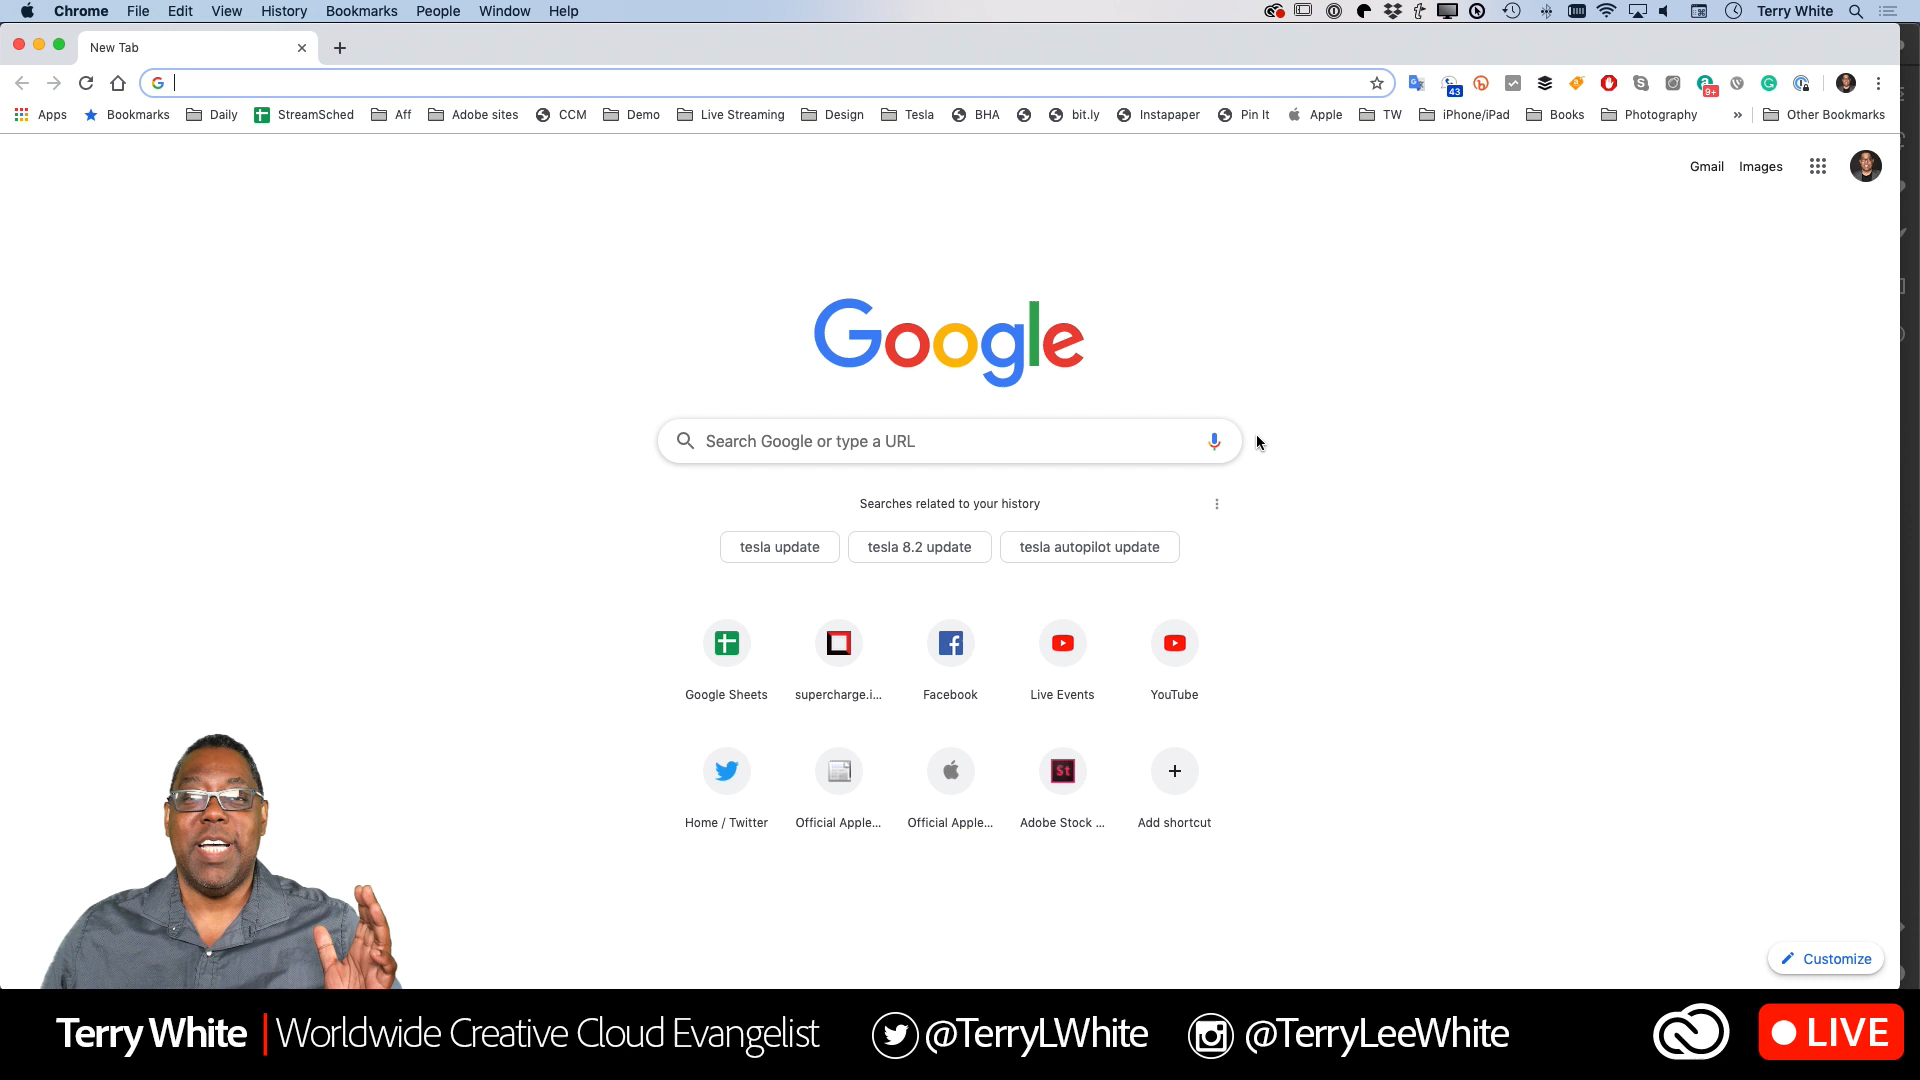 Chrome File Edit View History Bookmarks People Window Help Terry White
New Tab
43 9+
Apps Bookmarks Daily StreamSched Aff Adobe sites CCM Demo Live Streaming Design Tesla BHA bit.ly Instapaper Pin It Apple TW iPhone/iPad Books Photography » Other Bookmarks
Gmail Images
Google
Search Google or type a URL
Searches related to your history
tesla update tesla 8.2 update tesla autopilot update
Google Sheets supercharge.i... Facebook Live Events YouTube
St
Home / Twitter Official Apple... Official Apple... Adobe Stock ... Add shortcut
Customize
Terry White | Worldwide Creative Cloud Evangelist @TerryLWhite @TerryLeeWhite LIVE